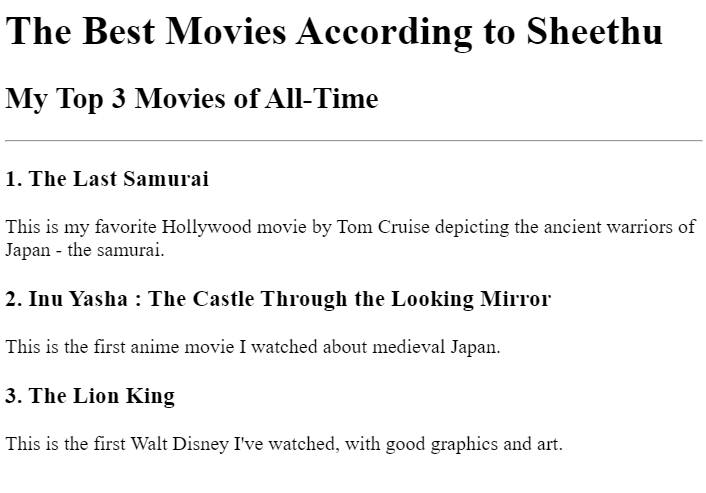 The Best Movies According to Sheethu
My Top 3 Movies of All-Time
1. The Last Samurai
This is my favorite Hollywood movie by Tom Cruise depicting the ancient warriors of
Japan - the samurai.
2. Inu Yasha : The Castle Through the Looking Mirror
This is the first anime movie I watched about medieval Japan.
3. The Lion King
This is the first Walt Disney I've watched, with good graphics and art.